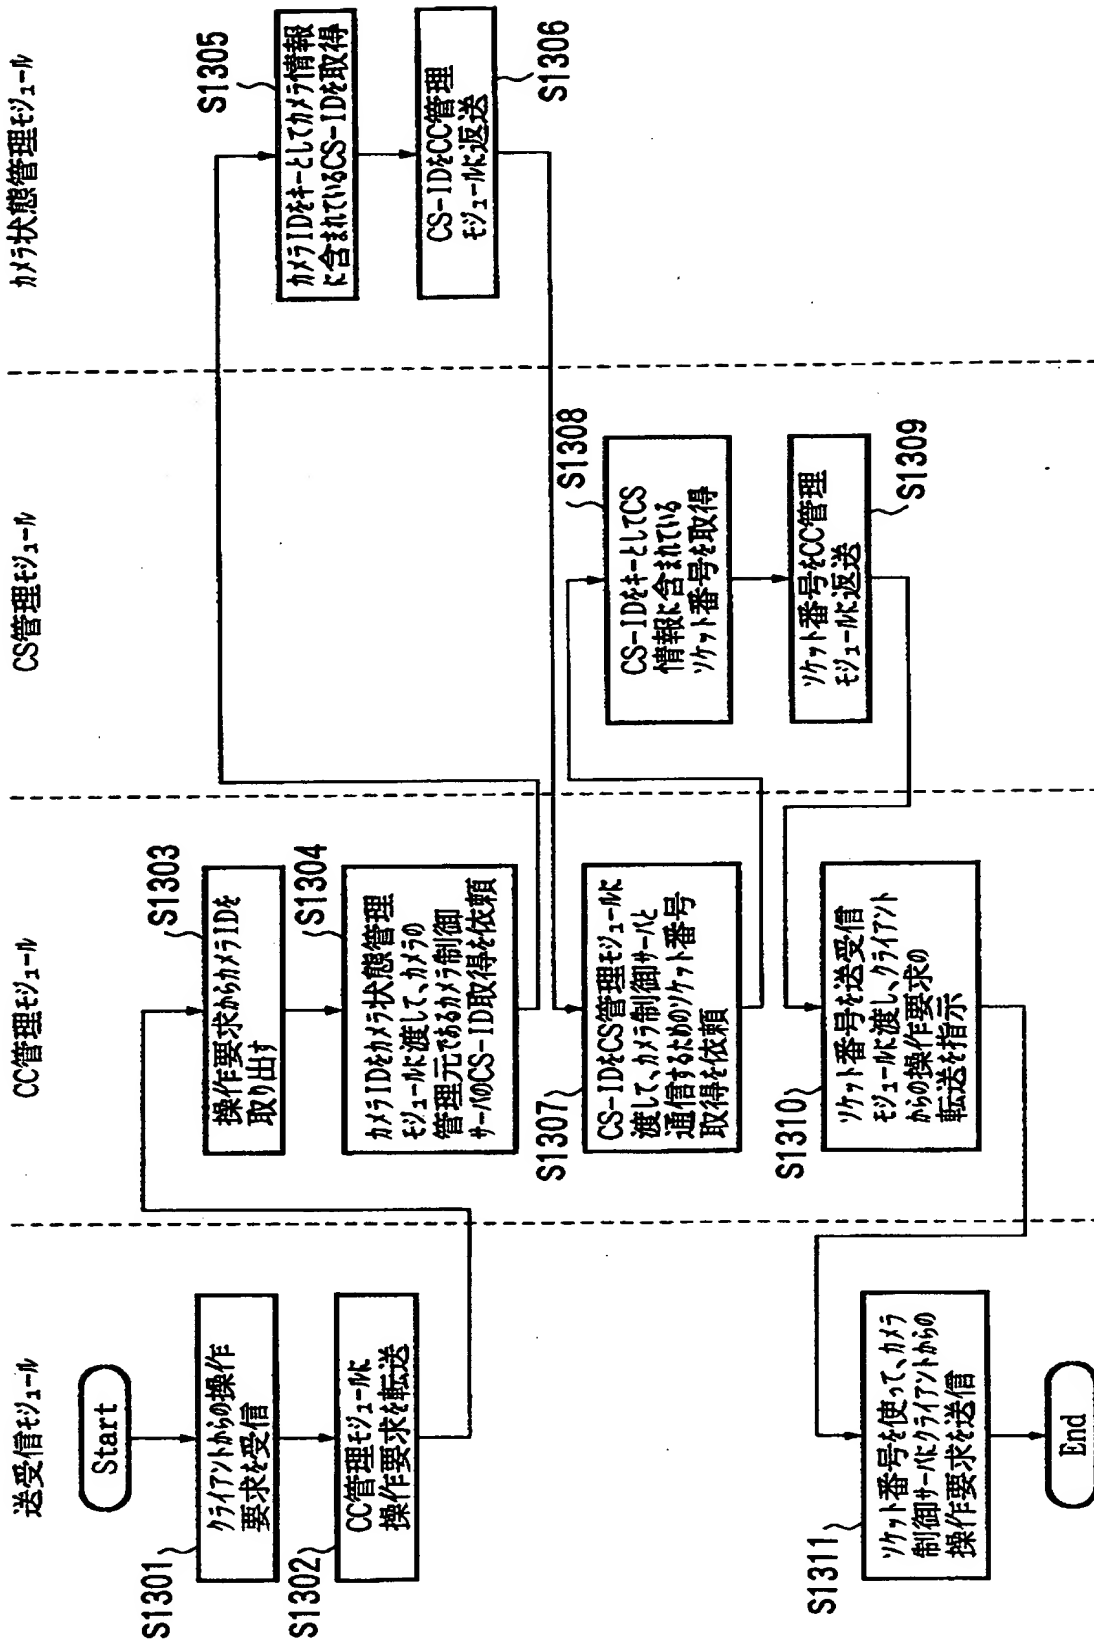 送受信モジュール
CC管理モジュール
CS管理モジュール
カメラ状態管理モジュール
Start
S1301
クライアントからの操作
要求を受信
S1302
CC管理モジュールに
操作要求を転送
S1303
操作要求からカメラIDを
取り出す
S1304
カメラIDをカメラ状態管理
モジュールに渡して、カメラの
管理元であるカメラ制御
サーバのCS-ID取得を依頼
S1305
カメラIDをキーとしてカメラ情報
に含まれているCS-IDを取得
S1306
CS-IDをCC管理
モジュールに返送
S1307
CS-IDをCS管理モジュールに
渡して、カメラ制御サーバと
通信するためのソケット番号
取得を依頼
S1308
CS-IDをキーとしてCS
情報に含まれている
ソケット番号を取得
S1309
ソケット番号をCC管理
モジュールに返送
S1310
ソケット番号を送受信
モジュールに渡し、クライアント
からの操作要求の
転送を指示
S1311
ソケット番号を使って、カメラ
制御サーバにクライアントからの
操作要求を送信
End